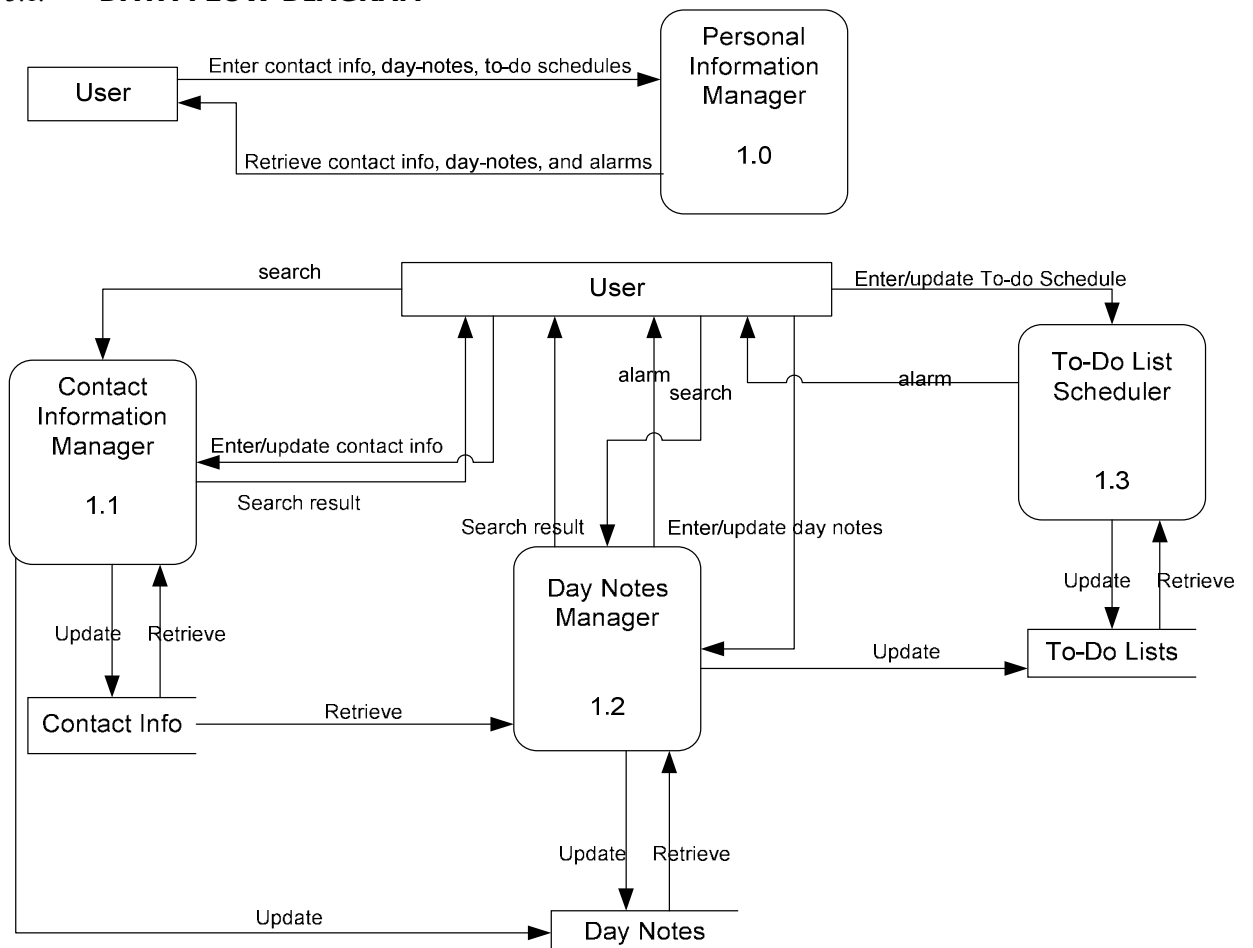 DATA FLOW DIAGRAM
Personal
Information
Manager
1.0
Enter contact info, day-notes, to-do schedules
User
Retrieve contact info, day-notes, and alarms
search
User
Enter/update To-do Schedule
Contact
Information
Manager
1.1
alarm
search
alarm
To-Do List
Scheduler
1.3
Enter/update contact info
Search result
Search result
Enter/update day notes
Day Notes
Manager
1.2
Update
Retrieve
Update
Retrieve
Update
To-Do Lists
Contact Info
Retrieve
Update
Retrieve
Update
Day Notes